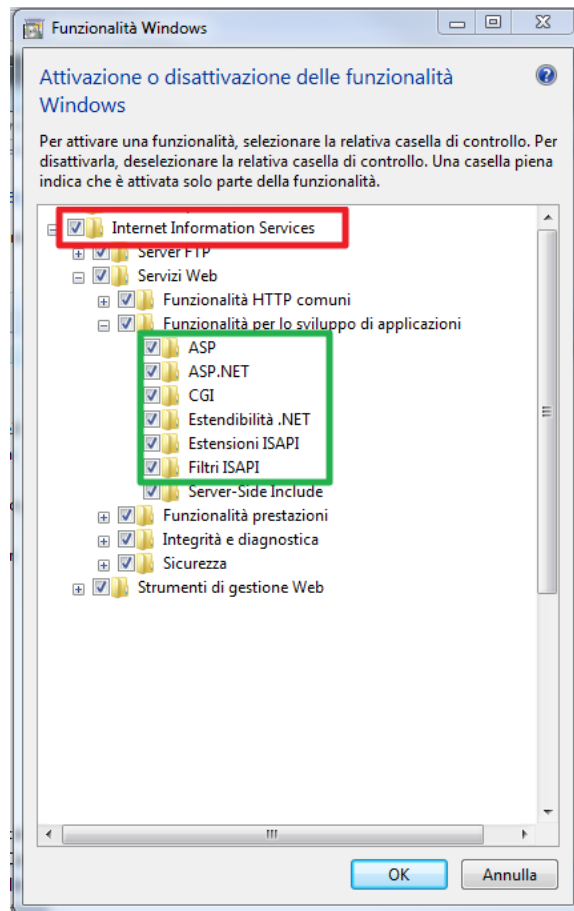 Funzionalità Windows
Attivazione o disattivazione delle funzionalità
Windows
Per attivare una funzionalità, selezionare la relativa casella di controllo. Per
disattivarla, deselezionare la relativa casella di controllo. Una casella piena
indica che è attivata solo parte della funzionalità.
Internet Information Services
Server FTP
Servizi Web
Funzionalità HTTP comuni
Funzionalità per lo sviluppo di applicazioni
ASP
ASP.NET
CGI
Estendibilità .NET
Estensioni ISAPI
Filtri ISAPI
Server-Side Include
Funzionalità prestazioni
Integrità e diagnostica
Sicurezza
Strumenti di gestione Web
OK Annulla